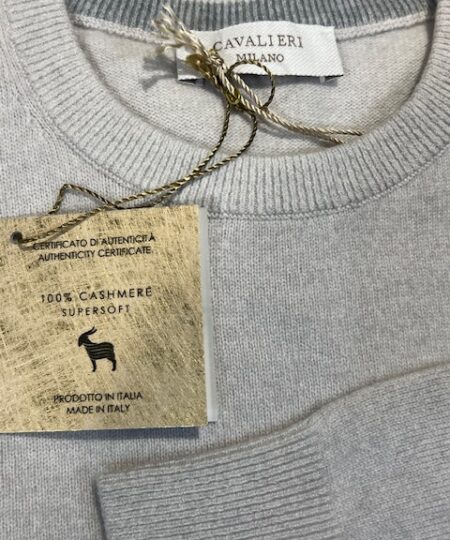 CAVALIERI
MILANO
CERTIFICATO DI AUTENTICITÀ
AUTHENTICITY CERTIFICATE
100% CASHMERE
SUPERSOFT
PRODOTTO IN ITALIA
MADE IN ITALY